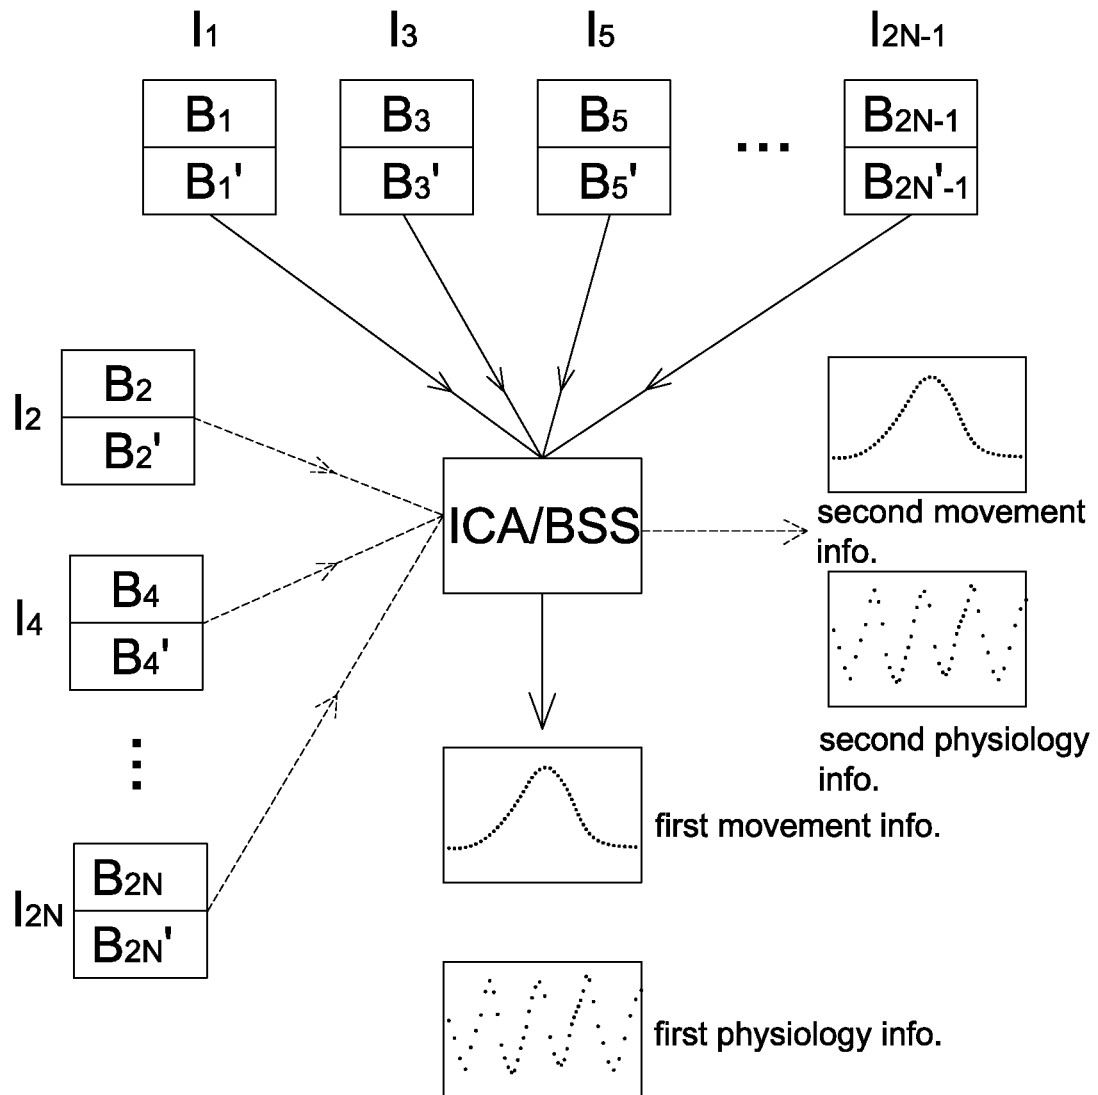 I1 I3 I5 I2N-1
B1 B3 B5 B2N-1
B1' B3' B5' ... B2N'-1
I2
B2
B2'
ICA/BSS
second movement
info.
I4
B4
B4'
second physiology
info.
first movement info.
I2N
B2N
B2N'
first physiology info.